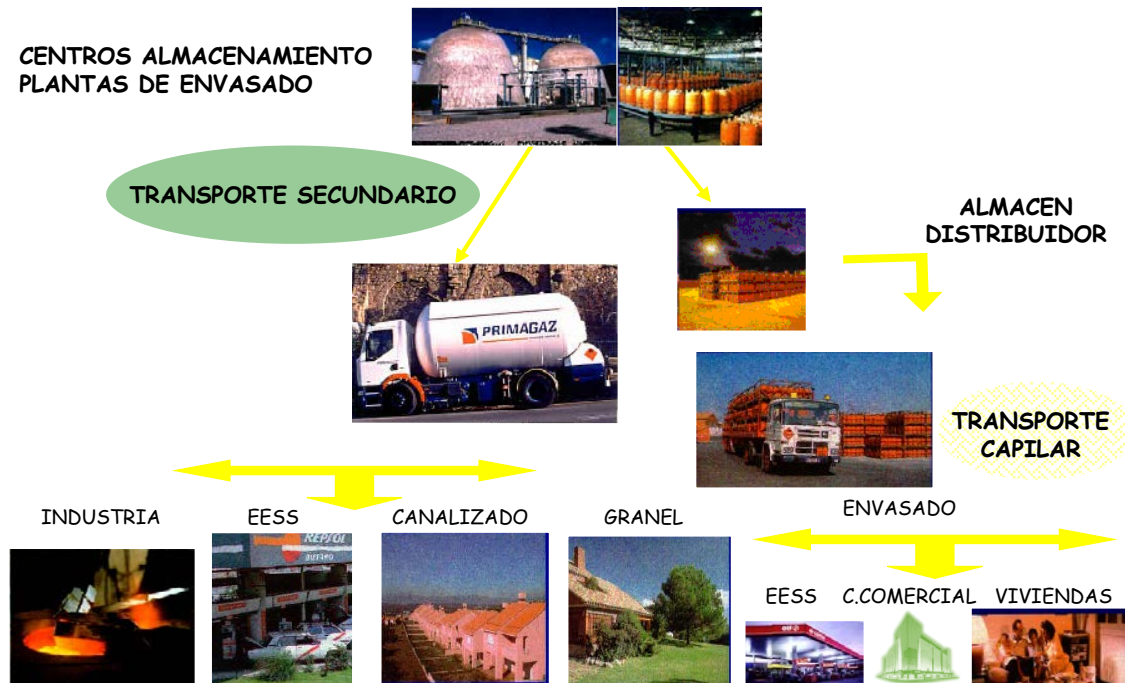 CENTROS ALMACENAMIENTO
PLANTAS DE ENVASADO
TRANSPORTE SECUNDARIO
ALMACEN
DISTRIBUIDOR
PRIMAGAZ
TRANSPORTE
CAPILAR
INDUSTRIA
EESS
CANALIZADO
GRANEL
ENVASADO
REPSOL
EESS
C.COMERCIAL
VIVIENDAS